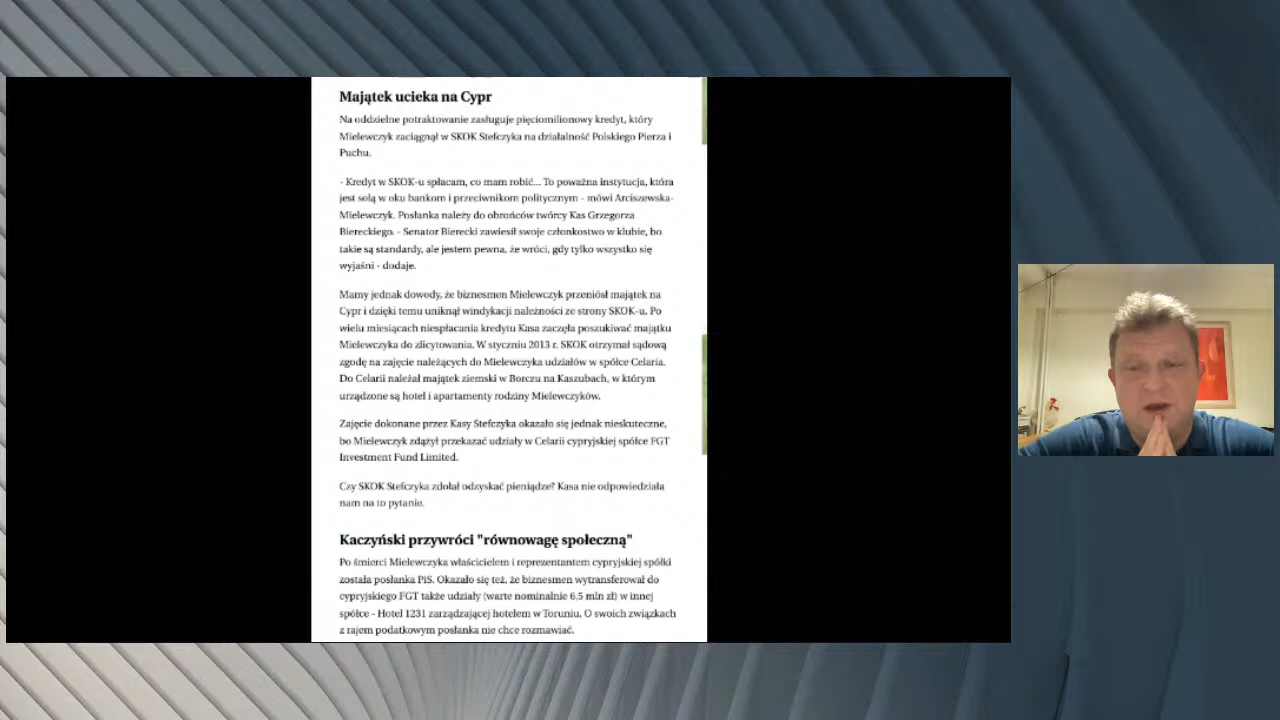 Majątek ucieka na Cypr
Na oddzielne potraktowanie zasługuje pięciomilionowy kredyt, który
Mielewczyk zaciągnął w SKOK Stefczyka na działalność Polskiego Pierza i
Puchu.
- Kredyt w SKOK-u spłacam, co mam robić... To poważna instytucja, która
jest solą w oku bankom i przeciwnikom politycznym - mówi Arciszewska-
Mielewczyk. Posłanka należy do obrońców twórcy Kas Grzegorza
Biereckiego. - Senator Bierecki zawiesił swoje członkostwo w klubie, bo
takie są standardy, ale jestem pewna, że wróci, gdy tylko wszystko się
wyjaśni - dodaje.
Mamy jednak dowody, że biznesmen Mielewczyk przeniósł majątek na
Cypr i dzięki temu uniknął windykacji należności ze strony SKOK-u. Po
wielu miesiącach niespłacania kredytu Kasa zaczęła poszukiwać majątku
Mielewczyka do zlicytowania. W styczniu 2013 r. SKOK otrzymał sądową
zgodę na zajęcie należących do Mielewczyka udziałów w spółce Celaria.
Do Celarii należał majątek ziemski w Borczu na Kaszubach, w którym
urządzone są hotel i apartamenty rodziny Mielewczyków.
Zajęcie dokonane przez Kasy Stefczyka okazało się jednak nieskuteczne,
bo Mielewczyk zdążył przekazać udziały w Celarii cypryjskiej spółce FGT
Investment Fund Limited.
Czy SKOK Stefczyka zdołał odzyskać pieniądze? Kasa nie odpowiedziała
nam na to pytanie.
Kaczyński przywróci "równowagę społeczną"
Po śmierci Mielewczyka właścicielem i reprezentantem cypryjskiej spółki
została posłanka PiS. Okazało się też, że biznesmen wytransferował do
cypryjskiego FGT także udziały (warte nominalnie 6,5 mln zł) w innej
spółce - Hotel 1231 zarządzającej hotelem w Toruniu. O swoich związkach
z rajem podatkowym posłanka nie chce rozmawiać.